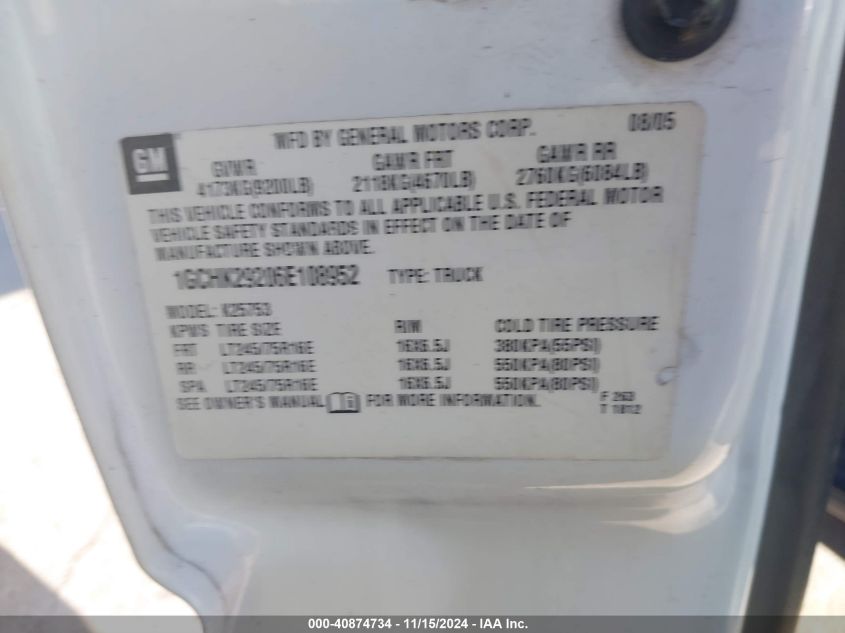 GM
MFD BY GENERAL MOTORS CORP. 08/05
GVWR GAWR FRT GAWR RR
4173KG(9200LB) 2118KG(4670LB) 2760KG(6084LB)
THIS VEHICLE CONFORMS TO ALL APPLICABLE U.S. FEDERAL MOTOR
VEHICLE SAFETY STANDARDS IN EFFECT ON THE DATE OF
MANUFACTURE SHOWN ABOVE.
1GCHK29206E108952 TYPE: TRUCK
MODEL: K25753
KPMS TIRE SIZE RIM COLD TIRE PRESSURE
FRT LT245/75R16E 16X6.5J 380KPA(55PSI)
RR LT245/75R16E 16X6.5J 550KPA(80PSI)
SPA LT245/75R16E 16X6.5J 550KPA(80PSI)
SEE OWNER'S MANUAL FOR MORE INFORMATION. F 263
T 1812
000-40874734 - 11/15/2024 - IAA Inc.